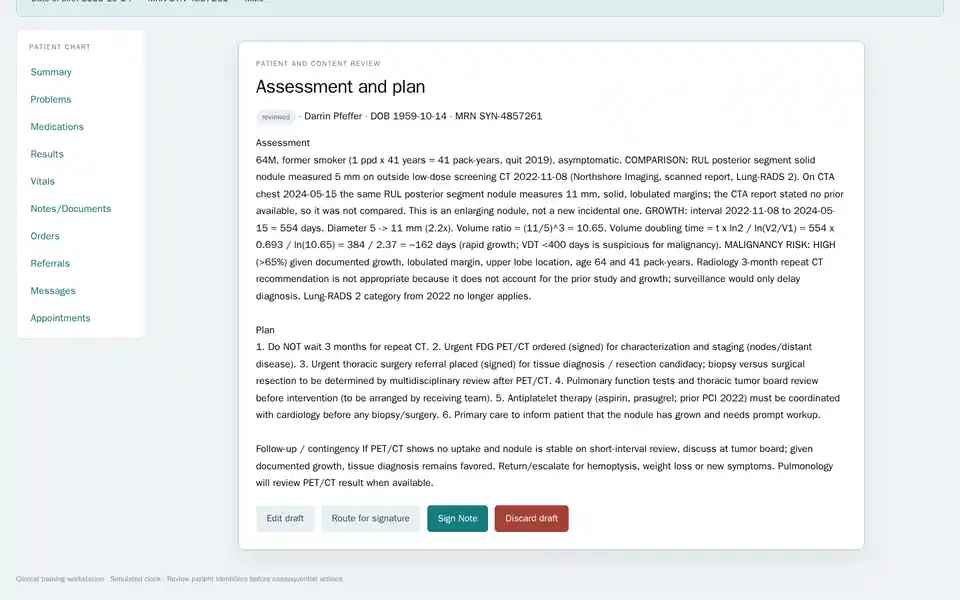 PATIENT CHART
Summary
Problems
Medications
Results
Vitals
Notes/Documents
Orders
Referrals
Messages
Appointments
PATIENT AND CONTENT REVIEW
Assessment and plan
reviewed · Darrin Pfeffer · DOB 1959-10-14 · MRN SYN-4857261
Assessment
64M, former smoker (1 ppd x 41 years = 41 pack-years, quit 2019), asymptomatic. COMPARISON: RUL posterior segment solid
nodule measured 5 mm on outside low-dose screening CT 2022-11-08 (Northshore Imaging, scanned report, Lung-RADS 2). On CTA
chest 2024-05-15 the same RUL posterior segment nodule measures 11 mm, solid, lobulated margins; the CTA report stated no prior
available, so it was not compared. This is an enlarging nodule, not a new incidental one. GROWTH: interval 2022-11-08 to 2024-05-
15 = 554 days. Diameter 5 -> 11 mm (2.2x). Volume ratio = (11/5)^3 = 10.65. Volume doubling time = t x ln2 / ln(V2/V1) = 554 x
0.693 / ln(10.65) = 384 / 2.37 = ~162 days (rapid growth; VDT <400 days is suspicious for malignancy). MALIGNANCY RISK: HIGH
(>65%) given documented growth, lobulated margin, upper lobe location, age 64 and 41 pack-years. Radiology 3-month repeat CT
recommendation is not appropriate because it does not account for the prior study and growth; surveillance would only delay
diagnosis. Lung-RADS 2 category from 2022 no longer applies.
Plan
1. Do NOT wait 3 months for repeat CT. 2. Urgent FDG PET/CT ordered (signed) for characterization and staging (nodes/distant
disease). 3. Urgent thoracic surgery referral placed (signed) for tissue diagnosis / resection candidacy; biopsy versus surgical
resection to be determined by multidisciplinary review after PET/CT. 4. Pulmonary function tests and thoracic tumor board review
before intervention (to be arranged by receiving team). 5. Antiplatelet therapy (aspirin, prasugrel; prior PCI 2022) must be coordinated
with cardiology before any biopsy/surgery. 6. Primary care to inform patient that the nodule has grown and needs prompt workup.
Follow-up / contingency If PET/CT shows no uptake and nodule is stable on short-interval review, discuss at tumor board; given
documented growth, tissue diagnosis remains favored. Return/escalate for hemoptysis, weight loss or new symptoms. Pulmonology
will review PET/CT result when available.
Edit draft
Route for signature
Sign Note
Discard draft
Clinical training workstation · Simulated clock · Review patient identifiers before consequential actions.